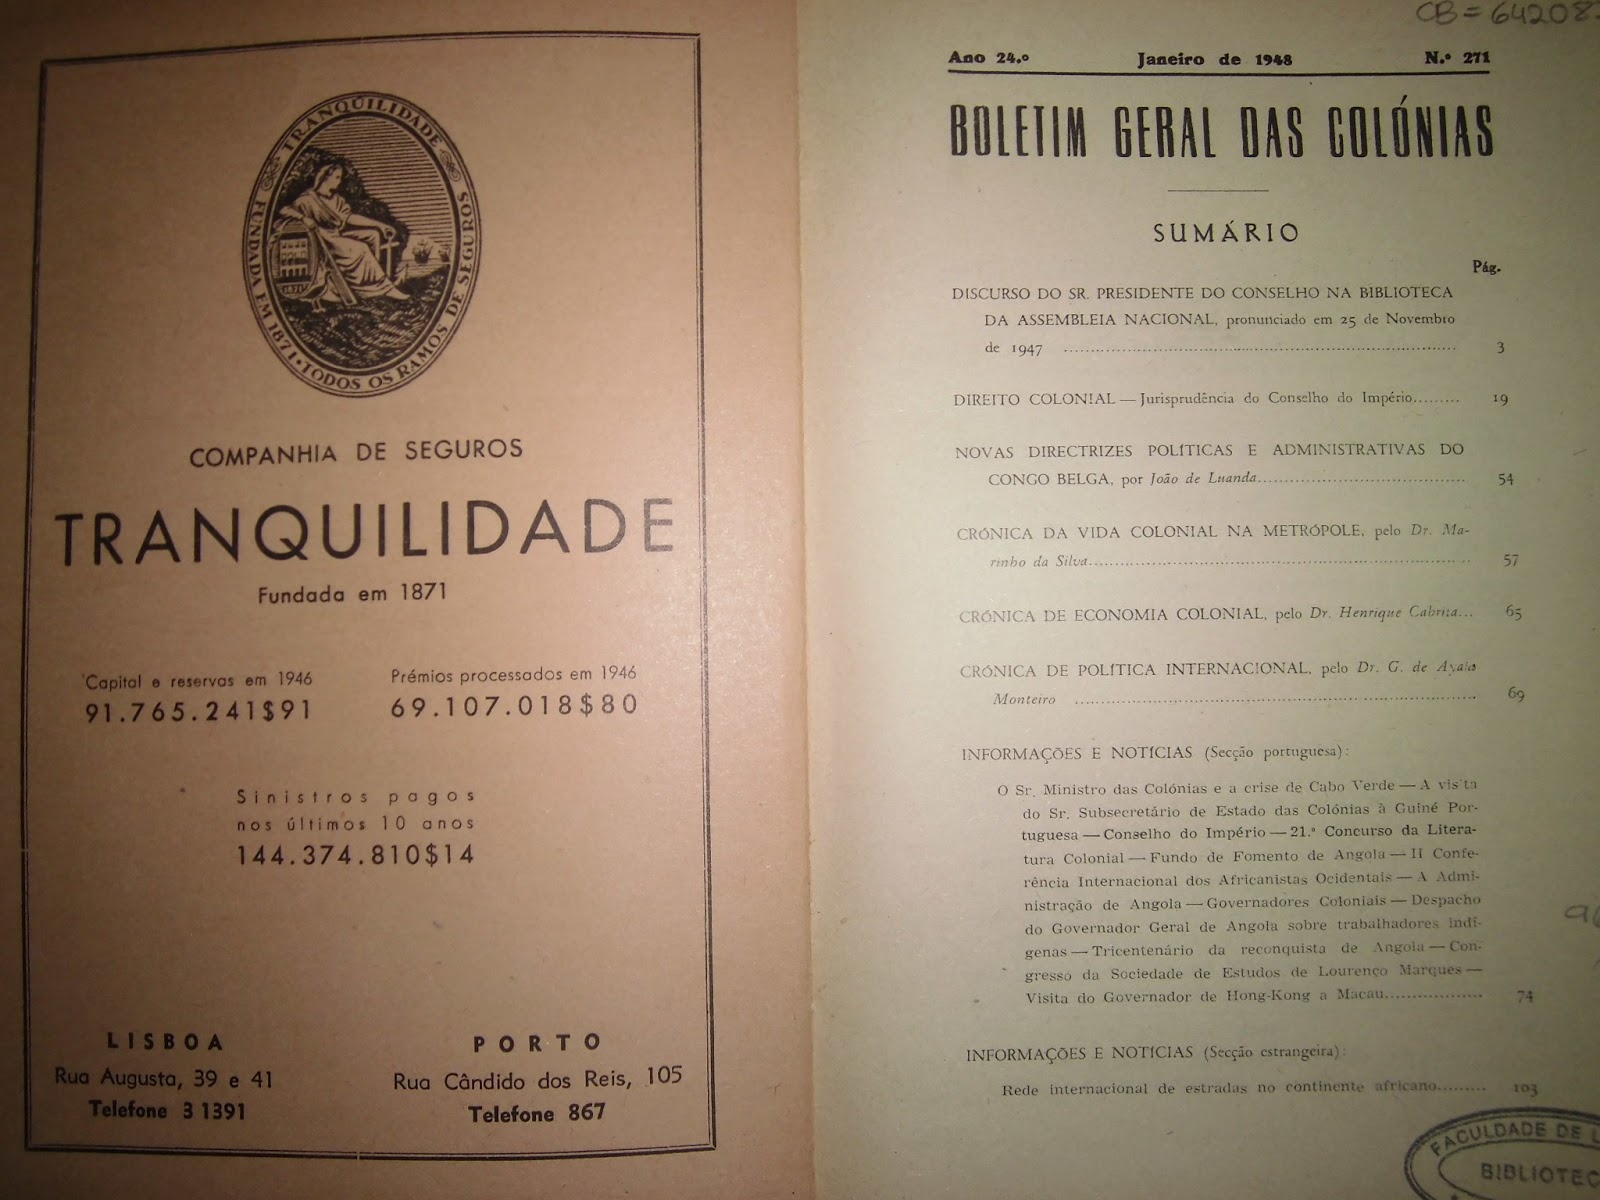 TRANQUILIDADE
FUNDADA EM 1871 • TODOS OS RAMOS DE SEGUROS
COMPANHIA DE SEGUROS
TRANQUILIDADE
Fundada em 1871
Capital e reservas em 1946
91.765.241$91
Prémios processados em 1946
69.107.018$80
Sinistros pagos
nos últimos 10 anos
144.374.810$14
LISBOA
Rua Augusta, 39 e 41
Telefone 3 1391
PORTO
Rua Cândido dos Reis, 105
Telefone 867
CB = 64208
Ano 24.º Janeiro de 1948 N.º 271
BOLETIM GERAL DAS COLÓNIAS
SUMÁRIO
Pág.
DISCURSO DO SR. PRESIDENTE DO CONSELHO NA BIBLIOTECA
DA ASSEMBLEIA NACIONAL, pronunciado em 25 de Novembro
de 1947 ........ 3
DIREITO COLONIAL — Jurisprudência do Conselho do Império........ 19
NOVAS DIRECTRIZES POLÍTICAS E ADMINISTRATIVAS DO
CONGO BELGA, por João de Luanda........ 54
CRÓNICA DA VIDA COLONIAL NA METRÓPOLE, pelo Dr. Ma-
rinho da Silva........ 57
CRÓNICA DE ECONOMIA COLONIAL, pelo Dr. Henrique Cabrita... 65
CRÓNICA DE POLÍTICA INTERNACIONAL, pelo Dr. G. de Ayala
Monteiro ........ 69
INFORMAÇÕES E NOTÍCIAS (Secção portuguesa):
O Sr. Ministro das Colónias e a crise de Cabo Verde — A visita
do Sr. Subsecretário de Estado das Colónias à Guiné Por-
tuguesa — Conselho do Império — 21.º Concurso da Litera-
tura Colonial — Fundo de Fomento de Angola — II Confe-
rência Internacional dos Africanistas Ocidentais — A Admi-
nistração de Angola — Governadores Coloniais — Despacho
do Governador Geral de Angola sobre trabalhadores indí-
genas — Tricentenário da reconquista de Angola — Con-
gresso da Sociedade de Estudos de Lourenço Marques —
Visita do Governador de Hong-Kong a Macau........ 74
INFORMAÇÕES E NOTÍCIAS (Secção estrangeira):
Rede internacional de estradas no continente africano........ 103
FACULDADE DE
BIBLIOTEC